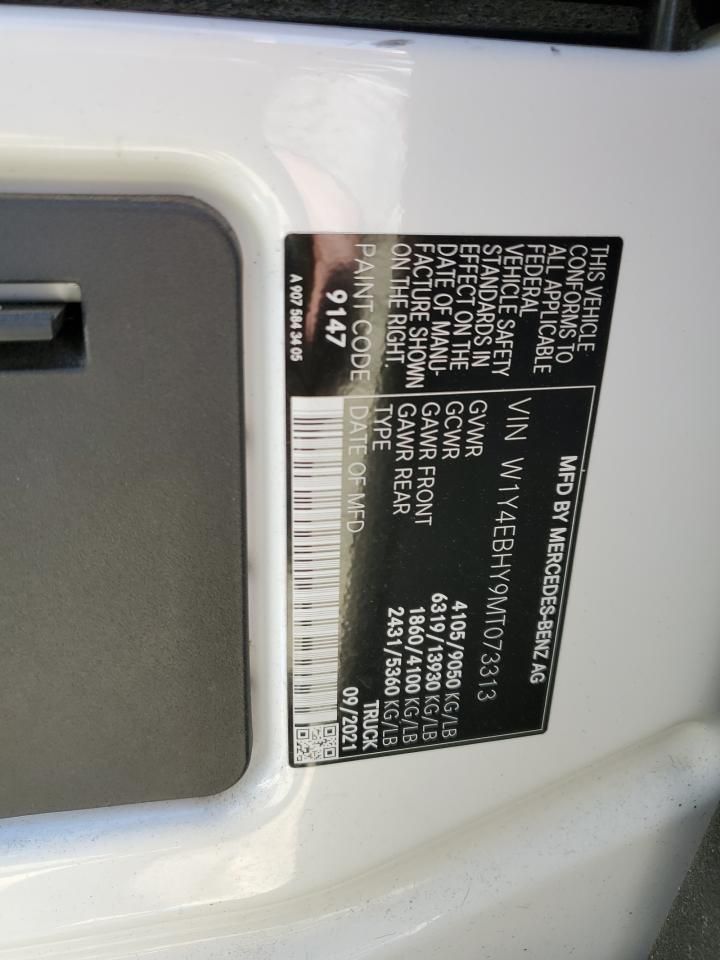 MFD BY MERCEDES-BENZ AG
VIN W1Y4EBHY9MT073313
THIS VEHICLE
CONFORMS TO
ALL APPLICABLE
FEDERAL
VEHICLE SAFETY
STANDARDS IN
EFFECT ON THE
DATE OF MANU-
FACTURE SHOWN
ON THE RIGHT
PAINT CODE
9147
GVWR 4105/9050 KG/LB
GCWR 6319/13930 KG/LB
GAWR FRONT 1860/4100 KG/LB
GAWR REAR 2431/5360 KG/LB
TYPE TRUCK
DATE OF MFD 09/2021
A 907 584 34 05